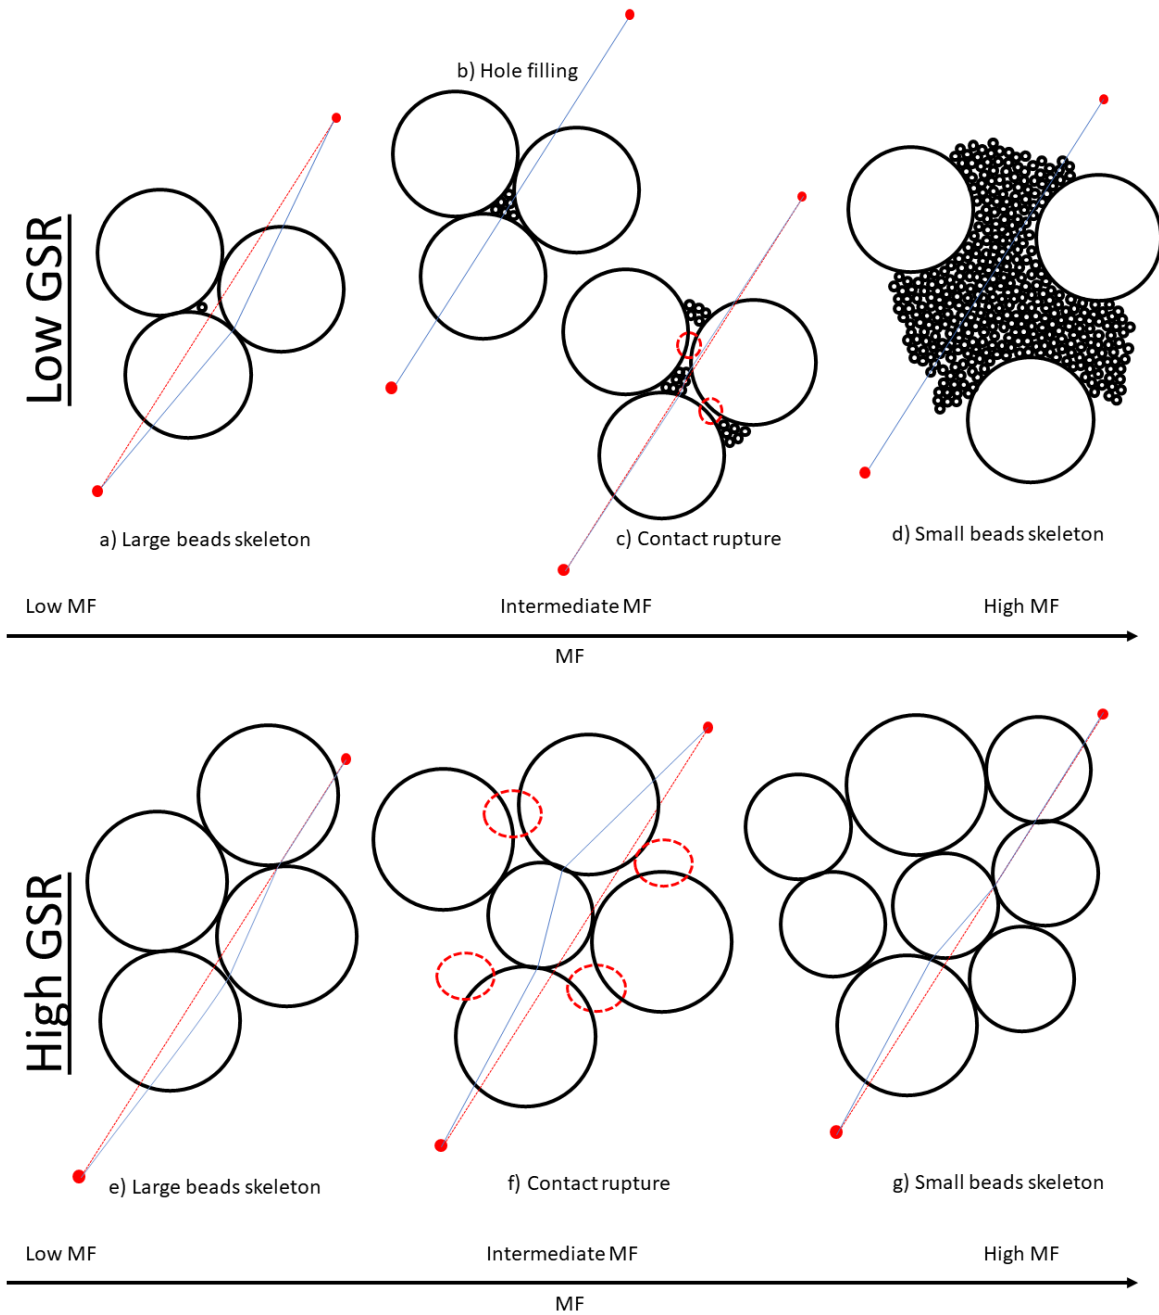 Low GSR
b) Hole filling
a) Large beads skeleton
c) Contact rupture
d) Small beads skeleton
Low MF
Intermediate MF
High MF
MF
High GSR
e) Large beads skeleton
f) Contact rupture
g) Small beads skeleton
Low MF
Intermediate MF
High MF
MF